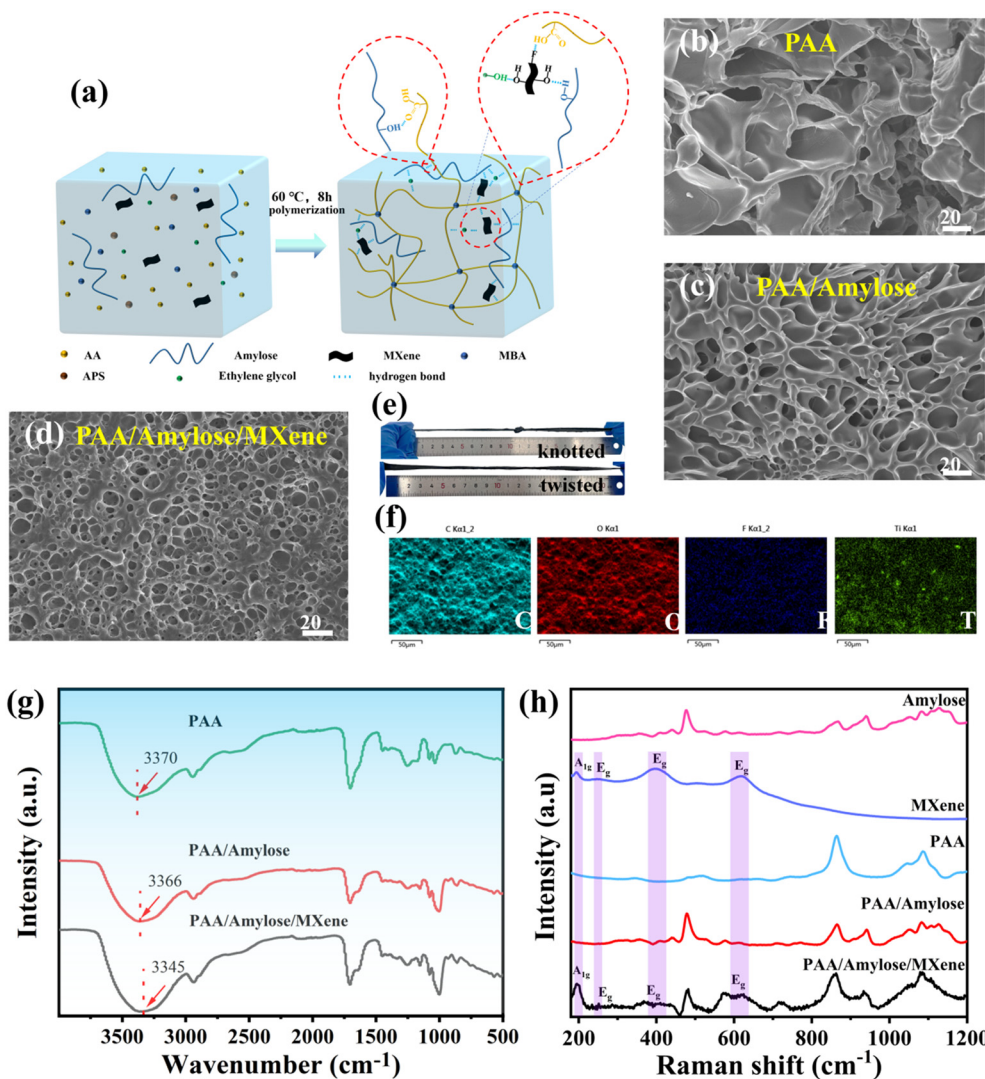 (a)
60 °C, 8h
polymerization
HO
O
OH
HO
O
F
H
H
O
O
OH
H
O
AA
Amylose
MXene
MBA
APS
Ethylene glycol
hydrogen bond
(b)
PAA
20
(c)
PAA/Amylose
20
(d)
PAA/Amylose/MXene
20
(e)
knotted
twisted
(f)
C Kα1_2
O Kα1
F Kα1_2
Ti Kα1
C
O
F
T
50μm
50μm
50μm
50μm
(g)
PAA
3370
PAA/Amylose
3366
PAA/Amylose/MXene
3345
Intensity (a.u.)
3500 3000 2500 2000 1500 1000 500
Wavenumber (cm-1)
(h)
Amylose
A1g
Eg
Eg
Eg
MXene
PAA
PAA/Amylose
PAA/Amylose/MXene
A1g
Eg
Eg
Eg
Intensity (a.u)
200 400 600 800 1000 1200
Raman shift (cm-1)